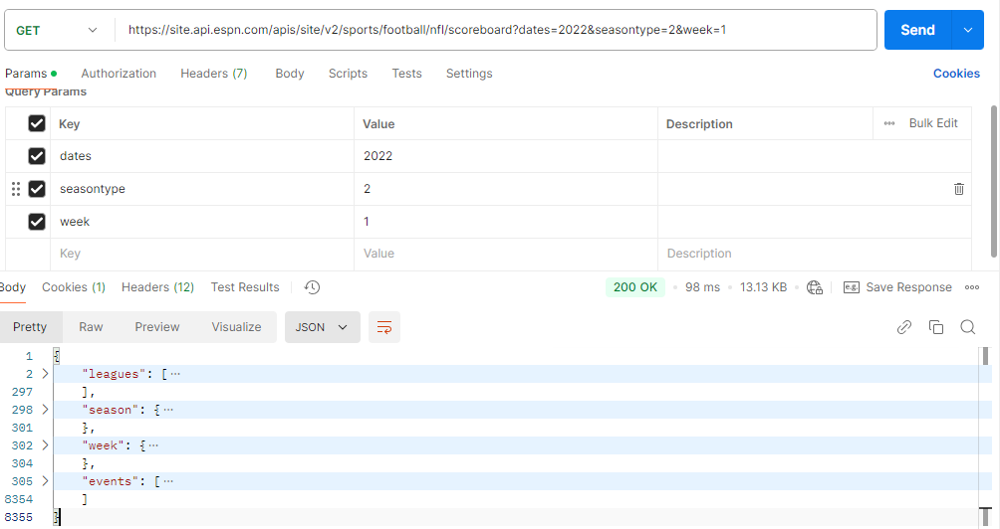 GET https://site.api.espn.com/apis/site/v2/sports/football/nfl/scoreboard?dates=2022&seasontype=2&week=1 Send
Params Authorization Headers (7) Body Scripts Tests Settings Cookies
Query Params
Key Value Description Bulk Edit
dates 2022
seasontype 2
week 1
Key Value Description
Body Cookies (1) Headers (12) Test Results 200 OK 98 ms 13.13 KB e.g. Save Response
Pretty Raw Preview Visualize JSON
1 {
2 "leagues": [
297 ],
298 "season": {
301 },
302 "week": {
304 },
305 "events": [
8354 ]
8355 }